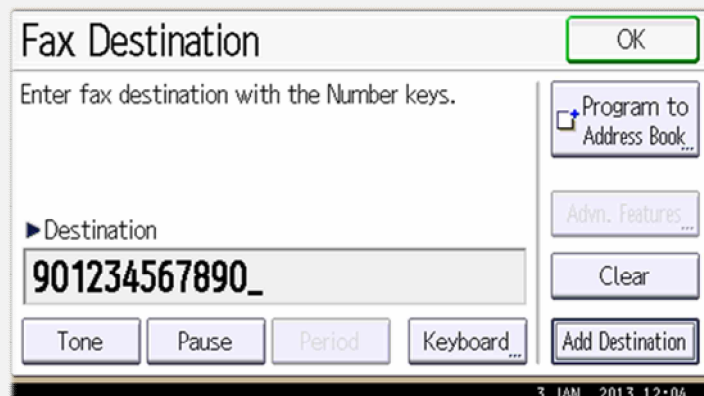 Fax Destination
OK
Enter fax destination with the Number keys.
Program to
Address Book
Advn. Features
▶Destination
901234567890_
Clear
Tone
Pause
Period
Keyboard
Add Destination
3 JAN 2013 12:04